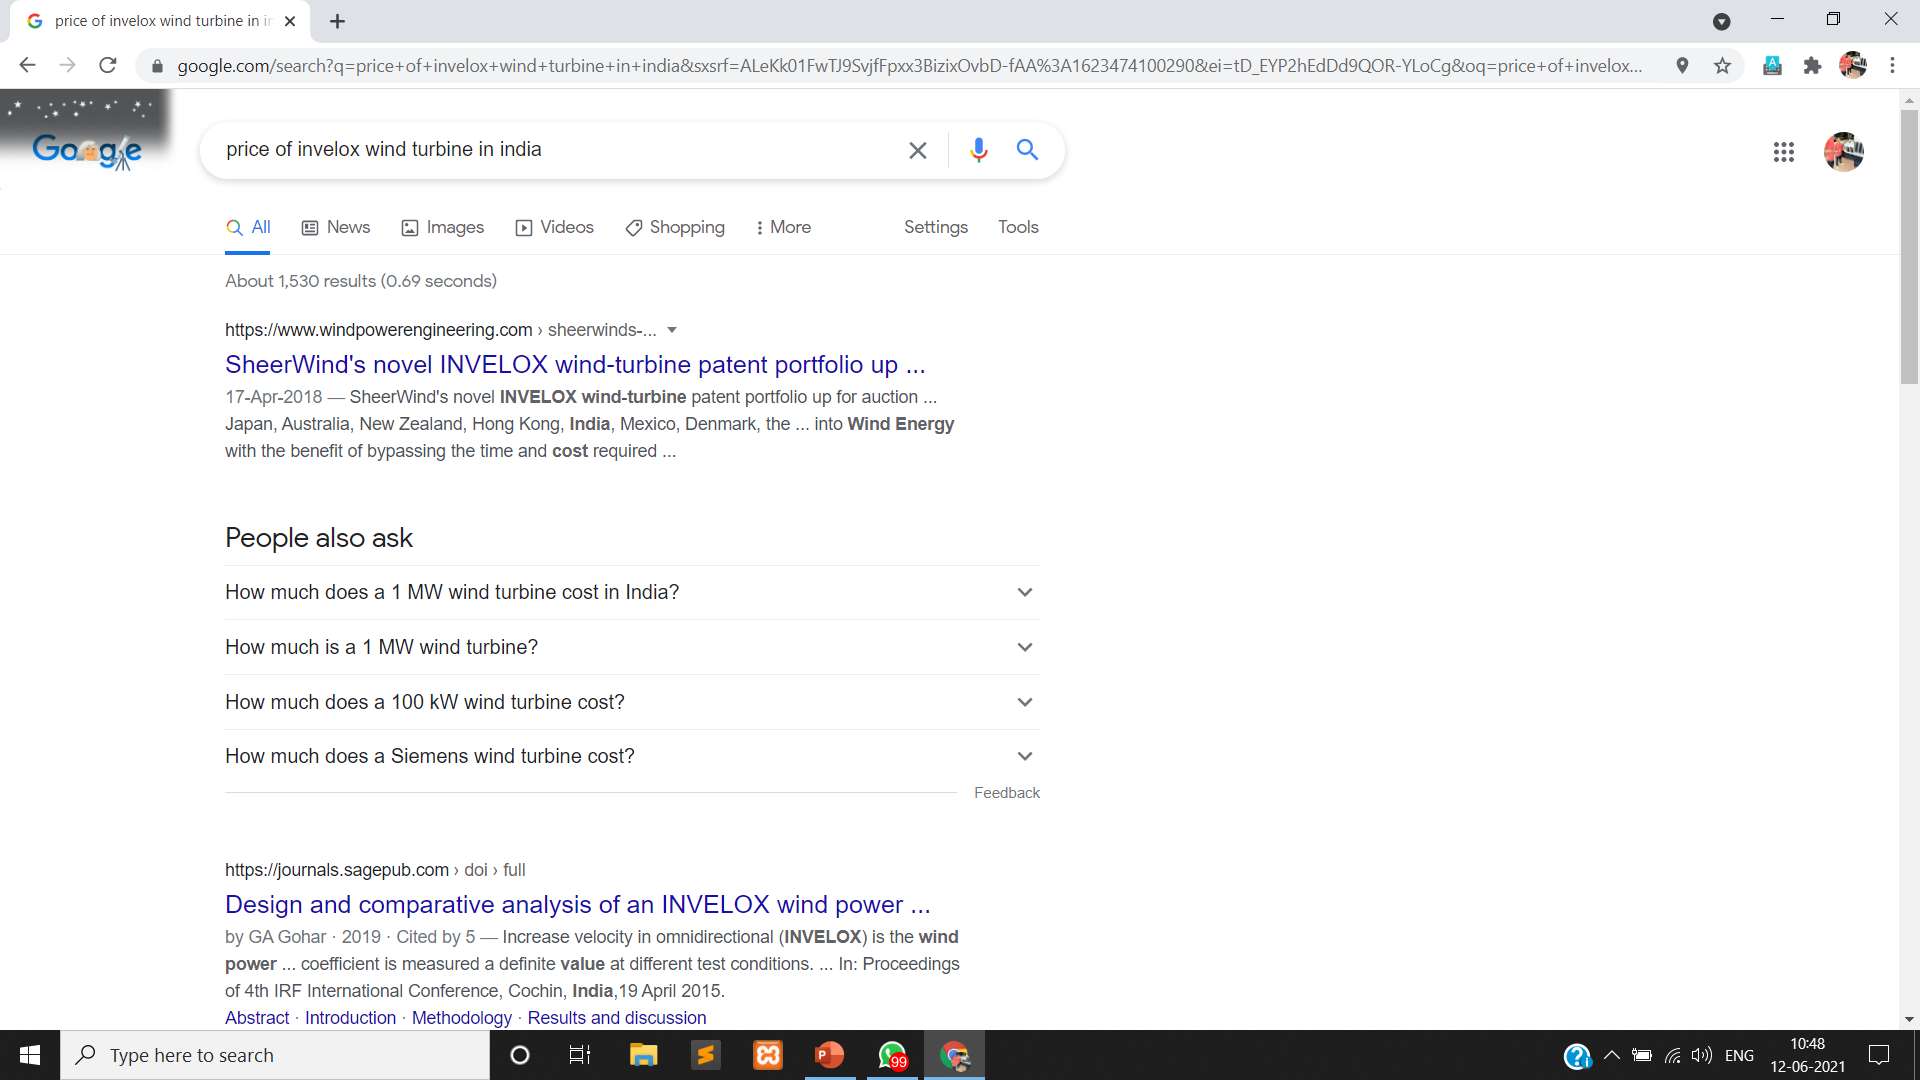 price of invelox wind turbine in in
google.com/search?q=price+of+invelox+wind+turbine+in+india&sxsrf=ALeKk01FwTJ9SvjfFpxx3BizixOvbD-fAA%3A1623474100290&ei=tD_EYP2hEdDd9QOR-YLoCg&oq=price+of+invelox...
Google
price of invelox wind turbine in india
All
News
Images
Videos
Shopping
More
Settings
Tools
About 1,530 results (0.69 seconds)
https://www.windpowerengineering.com › sheerwinds-...
SheerWind's novel INVELOX wind-turbine patent portfolio up ...
17-Apr-2018 — SheerWind's novel INVELOX wind-turbine patent portfolio up for auction ...
Japan, Australia, New Zealand, Hong Kong, India, Mexico, Denmark, the ... into Wind Energy
with the benefit of bypassing the time and cost required ...
People also ask
How much does a 1 MW wind turbine cost in India?
How much is a 1 MW wind turbine?
How much does a 100 kW wind turbine cost?
How much does a Siemens wind turbine cost?
Feedback
https://journals.sagepub.com › doi › full
Design and comparative analysis of an INVELOX wind power ...
by GA Gohar · 2019 · Cited by 5 — Increase velocity in omnidirectional (INVELOX) is the wind
power ... coefficient is measured a definite value at different test conditions. ... In: Proceedings
of 4th IRF International Conference, Cochin, India,19 April 2015.
Abstract · Introduction · Methodology · Results and discussion
Type here to search
99
ENG
10:48
12-06-2021